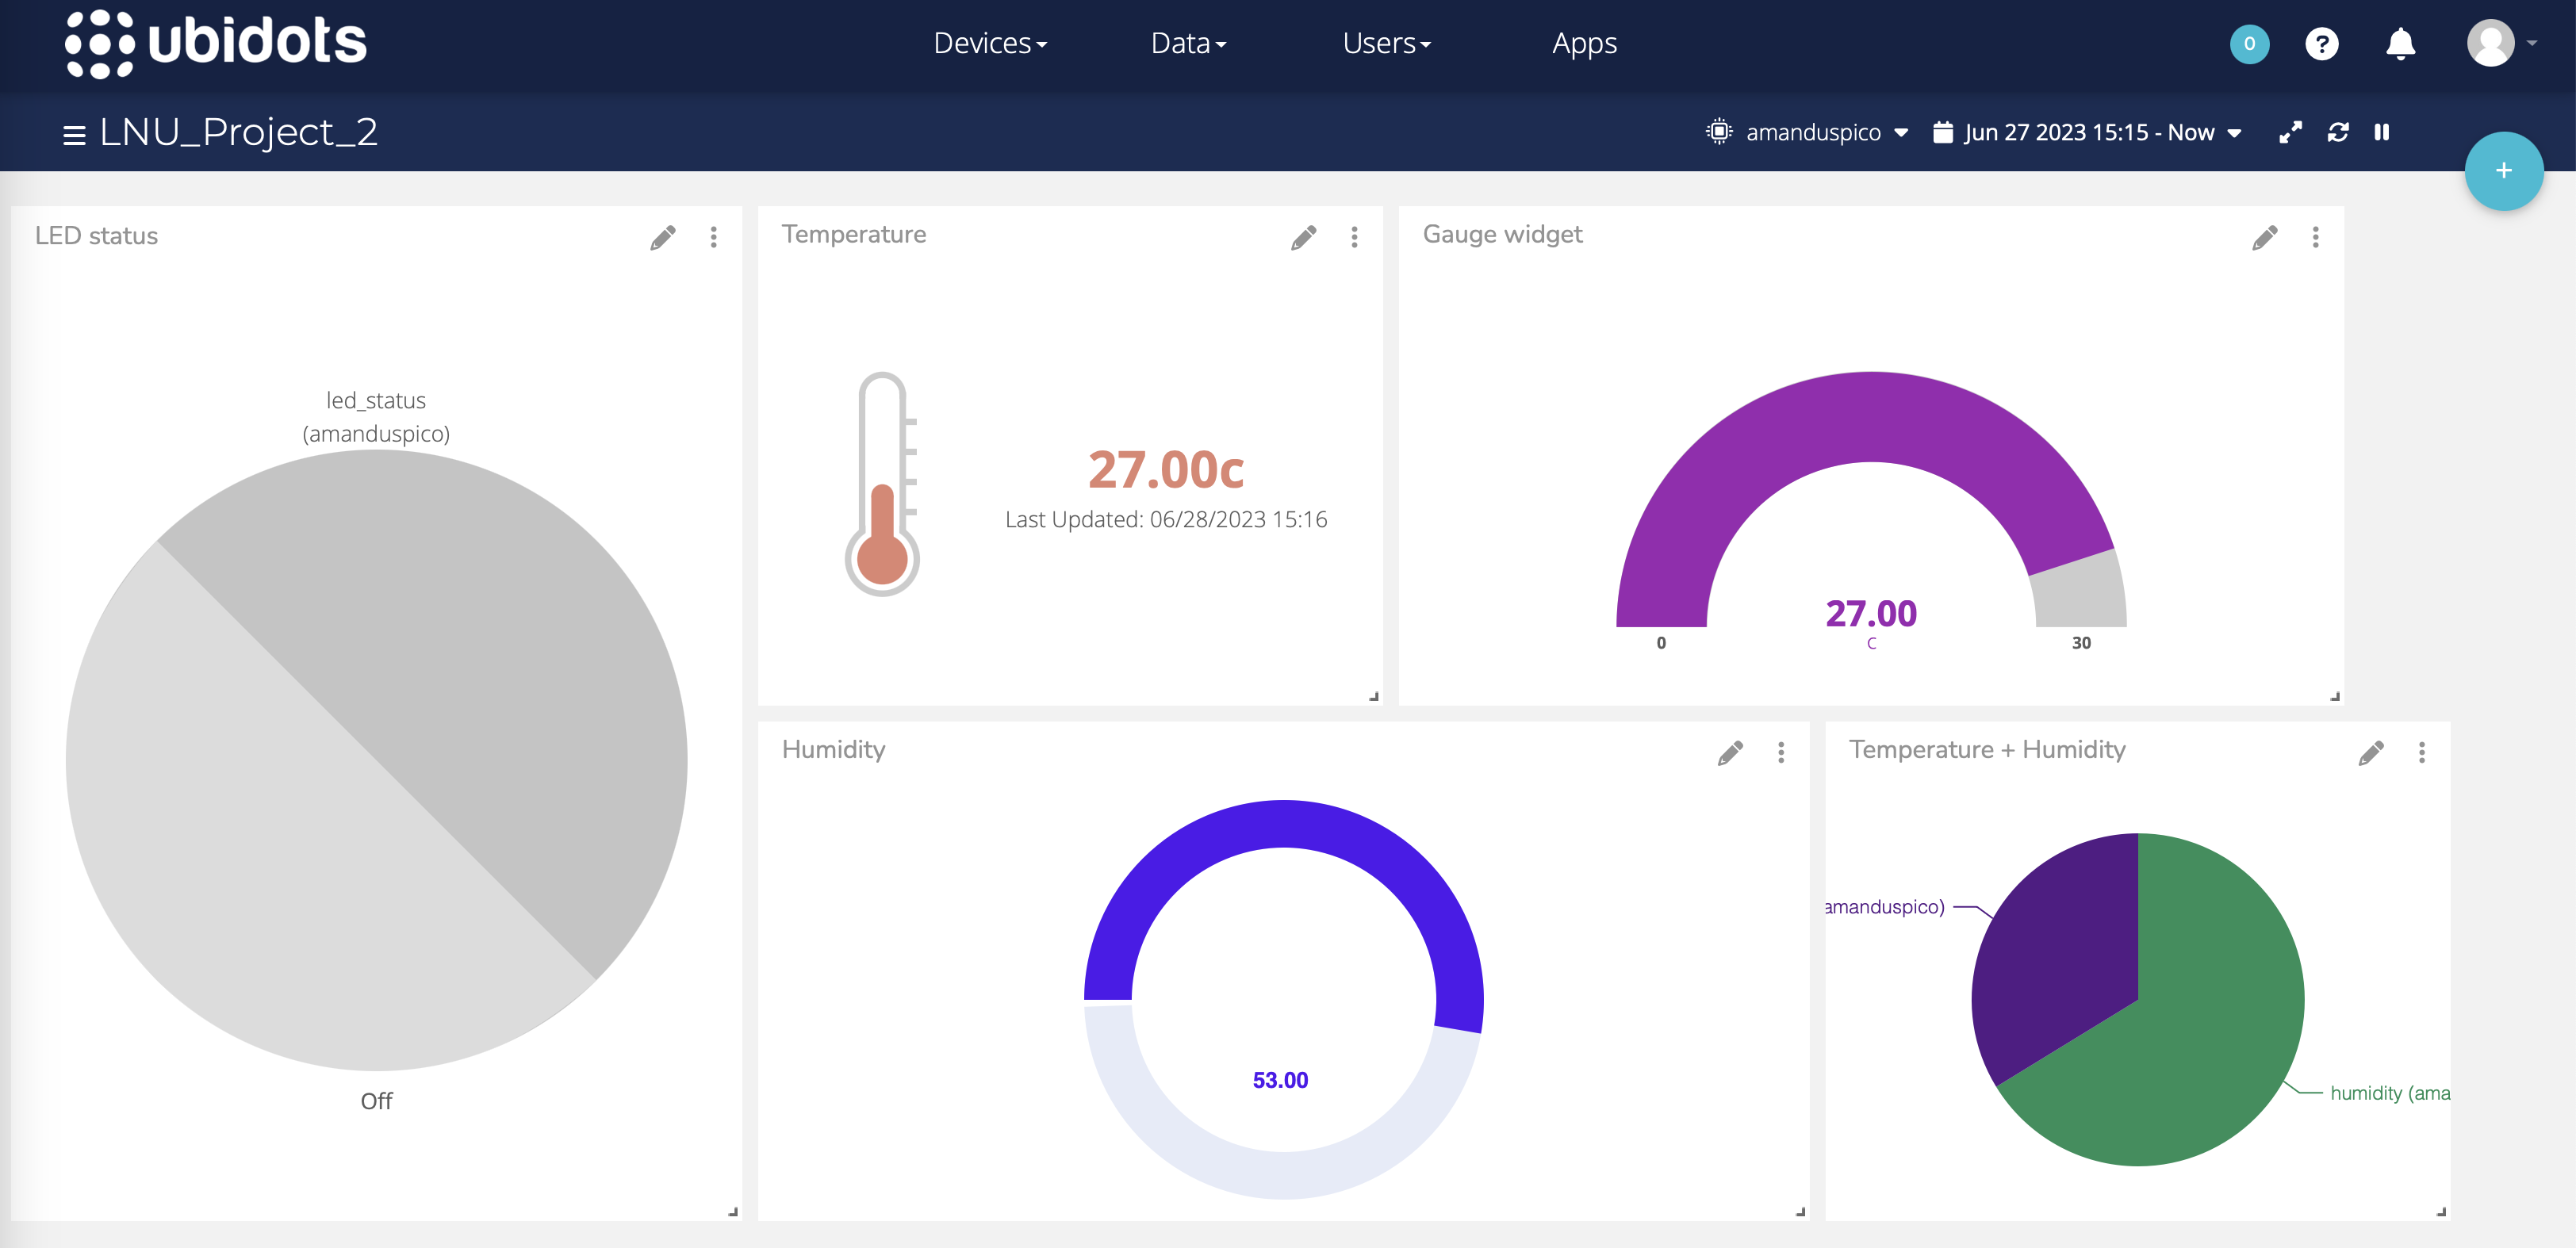 ubidots
Devices
Data
Users
Apps
0
?
LNU_Project_2
amanduspico
Jun 27 2023 15:15 - Now
+
LED status
led_status
(amanduspico)
Off
Temperature
27.00c
Last Updated: 06/28/2023 15:16
Gauge widget
27.00
C
0
30
Humidity
53.00
Temperature + Humidity
amanduspico)
humidity (ama